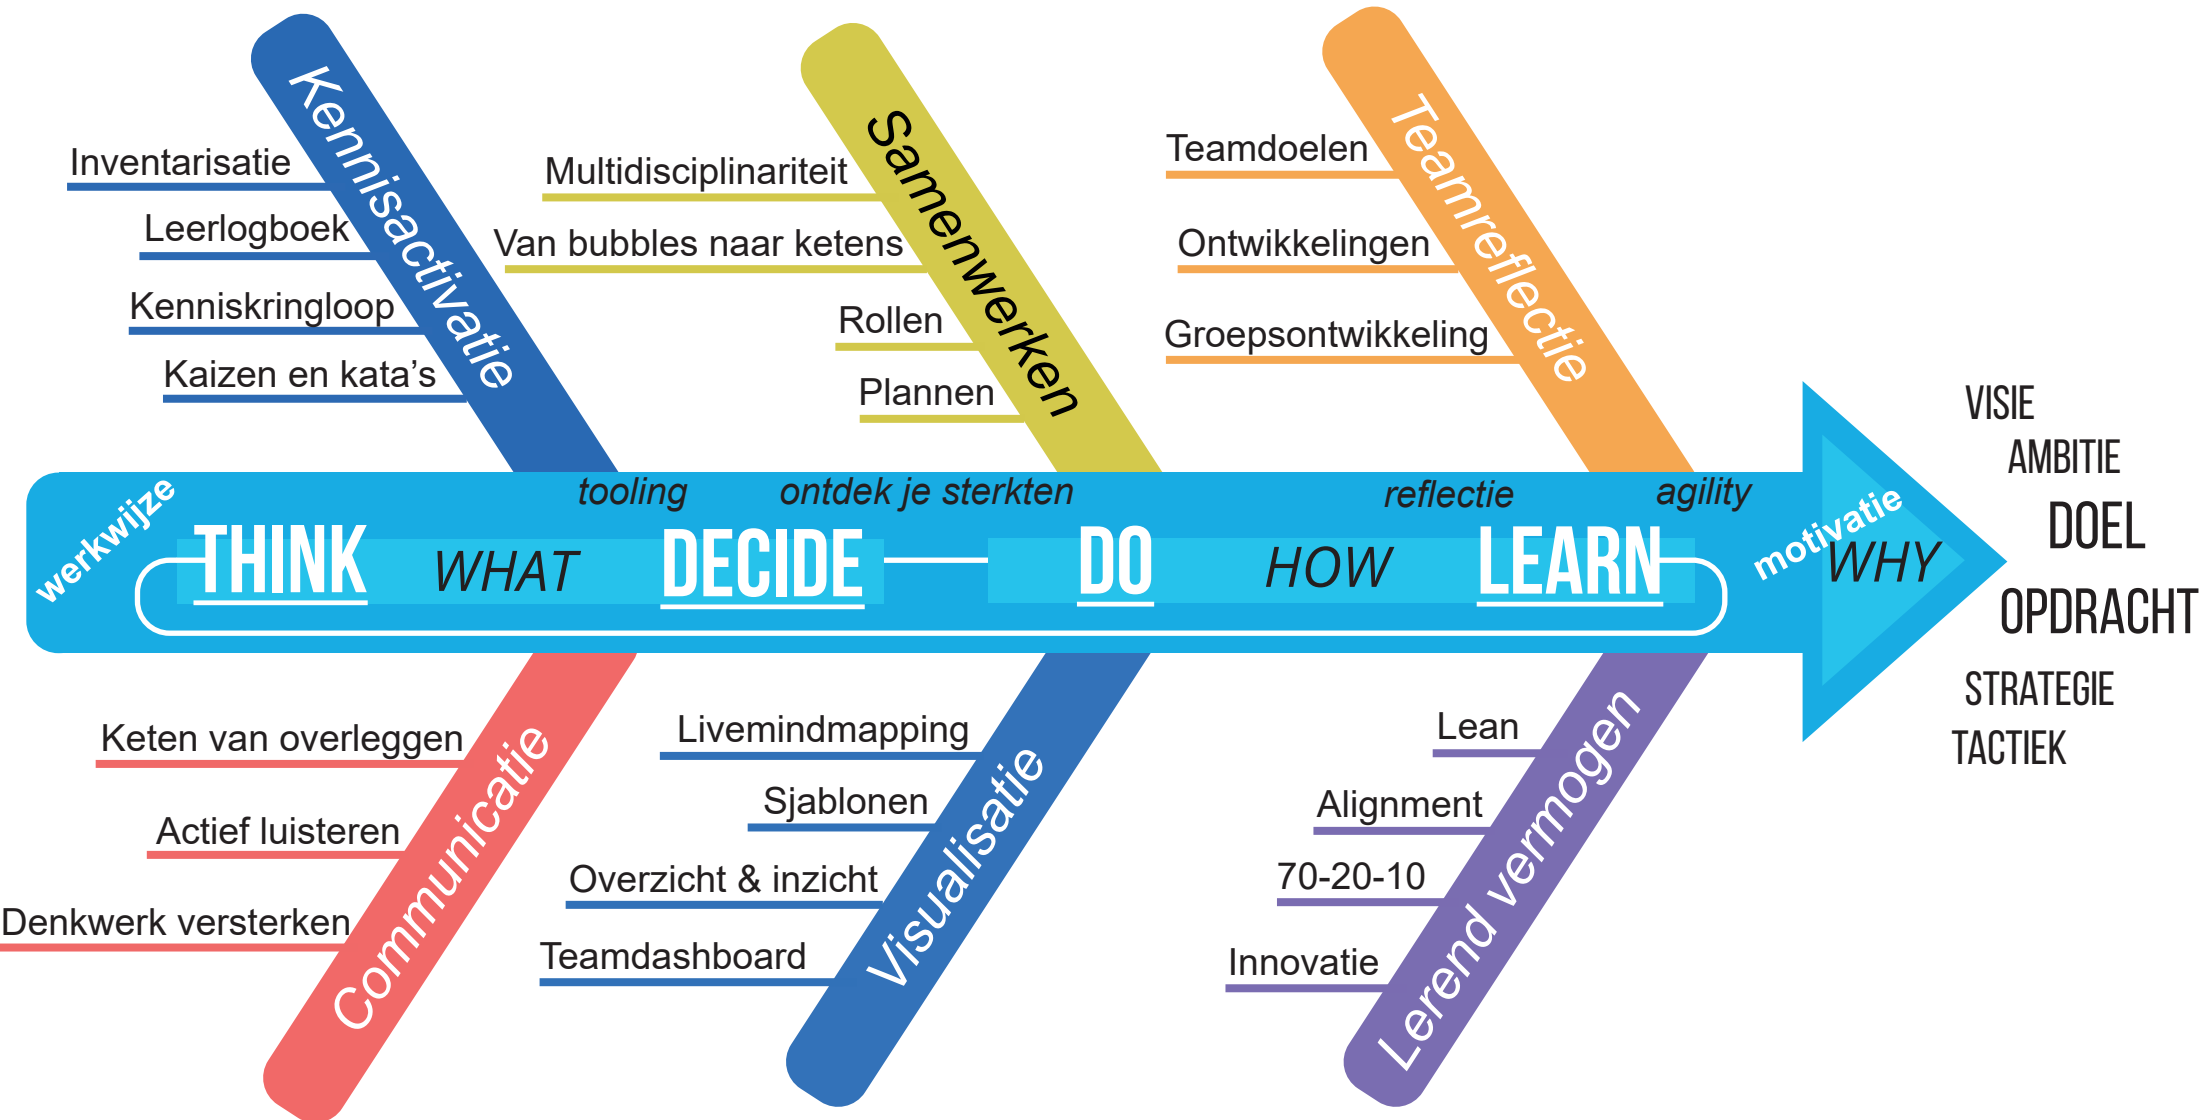 Kennisactivatie
Inventarisatie
Leerlogboek
Kenniskringloop
Kaizen en kata’s
Samenwerken
Multidisciplinariteit
Van bubbles naar ketens
Rollen
Plannen
Teamreflectie
Teamdoelen
Ontwikkelingen
Groepsontwikkeling
werkwijze
tooling
ontdek je sterkten
reflectie
agility
motivatie
THINK
WHAT
DECIDE
DO
HOW
LEARN
WHY
VISIE
AMBITIE
DOEL
OPDRACHT
STRATEGIE
TACTIEK
Communicatie
Keten van overleggen
Actief luisteren
Denkwerk versterken
Visualisatie
Livemindmapping
Sjablonen
Overzicht & inzicht
Teamdashboard
Lerend vermogen
Lean
Alignment
70-20-10
Innovatie